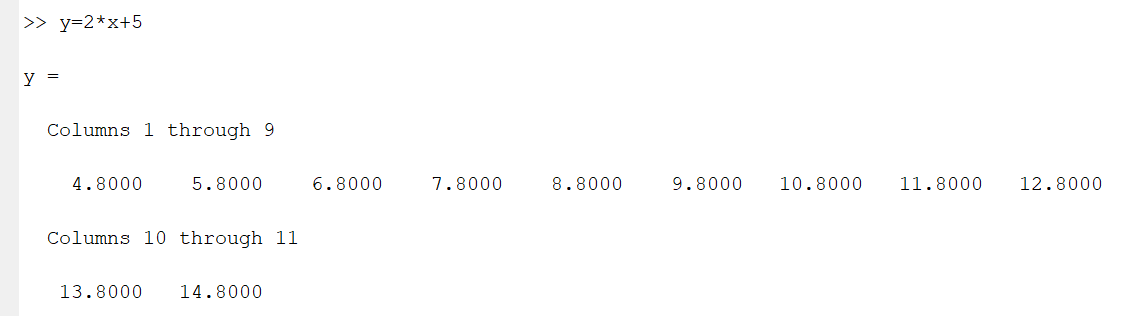 >> y=2*x+5
y =
Columns 1 through 9
4.8000 5.8000 6.8000 7.8000 8.8000 9.8000 10.8000 11.8000 12.8000
Columns 10 through 11
13.8000 14.8000